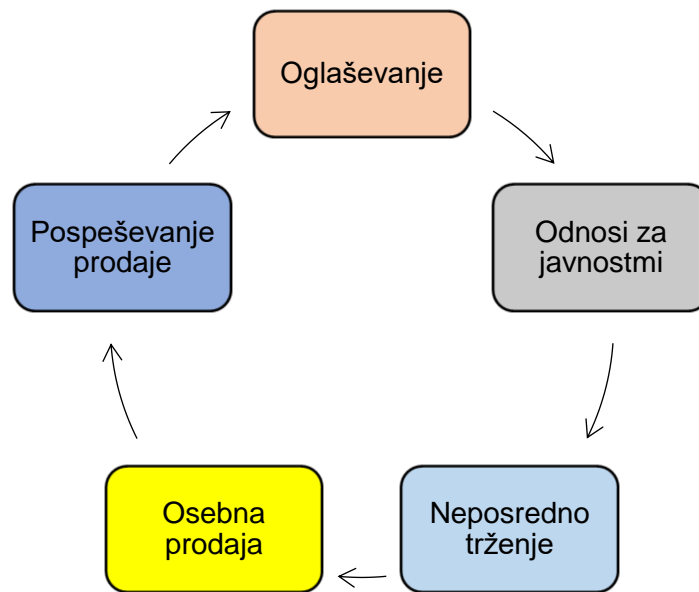 Oglaševanje
Odnosi za
javnostmi
Neposredno
trženje
Osebna
prodaja
Pospeševanje
prodaje